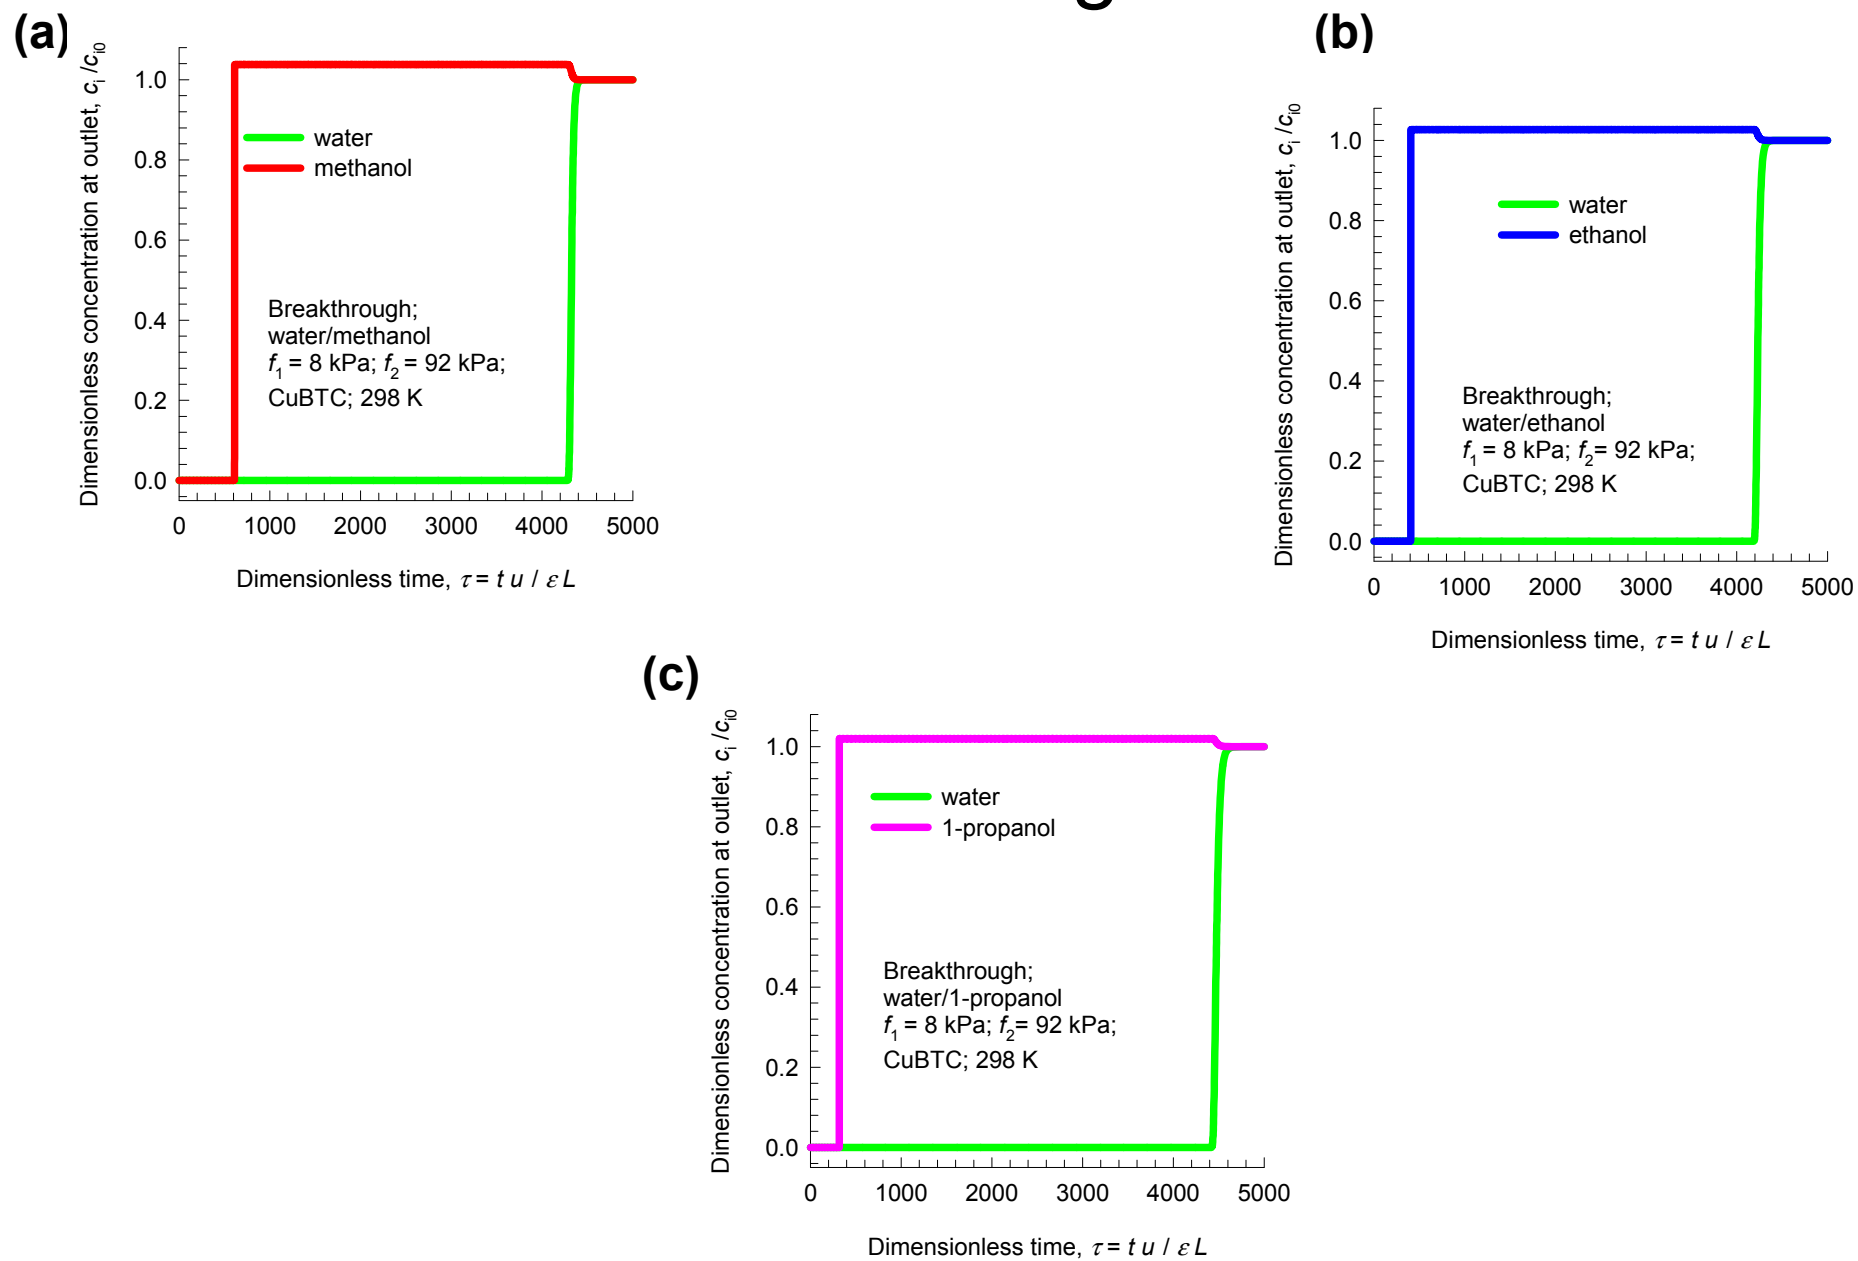 g
(a)
Dimensionless concentration at outlet, ci /ci0
1.0
0.8
0.6
0.4
0.2
0.0
water
methanol
Breakthrough;
water/methanol
f1 = 8 kPa; f2 = 92 kPa;
CuBTC; 298 K
0 1000 2000 3000 4000 5000
Dimensionless time, τ = t u / ε L
(b)
Dimensionless concentration at outlet, ci /ci0
1.0
0.8
0.6
0.4
0.2
0.0
water
ethanol
Breakthrough;
water/ethanol
f1 = 8 kPa; f2= 92 kPa;
CuBTC; 298 K
0 1000 2000 3000 4000 5000
Dimensionless time, τ = t u / ε L
(c)
Dimensionless concentration at outlet, ci /ci0
1.0
0.8
0.6
0.4
0.2
0.0
water
1-propanol
Breakthrough;
water/1-propanol
f1 = 8 kPa; f2= 92 kPa;
CuBTC; 298 K
0 1000 2000 3000 4000 5000
Dimensionless time, τ = t u / ε L